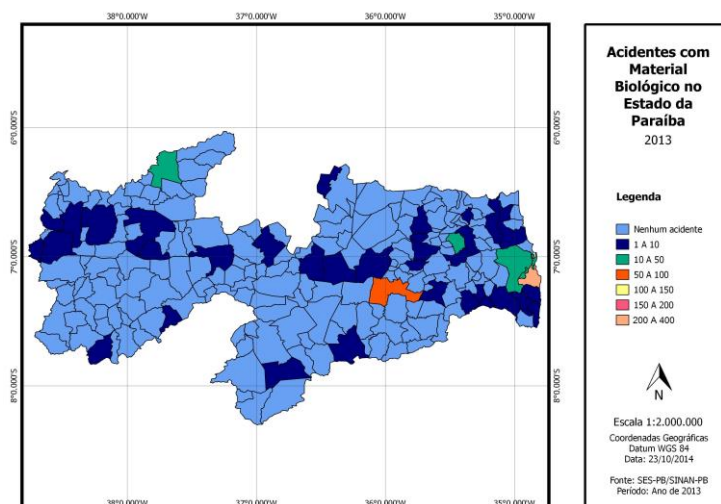 38°0.000'W 37°0.000'W 36°0.000'W 35°0.000'W
6°0.000'S
6°0.000'S
7°0.000'S
7°0.000'S
8°0.000'S
8°0.000'S
38°0.000'W 37°0.000'W 36°0.000'W 35°0.000'W
Acidentes com
Material
Biológico no
Estado da
Paraíba
2013
Legenda
Nenhum acidente
1 A 10
10 A 50
50 A 100
100 A 150
150 A 200
200 A 400
N
Escala 1:2.000.000
Coordenadas Geográficas
Datum WGS 84
Data: 23/10/2014
Fonte: SES-PB/SINAN-PB
Período: Ano de 2013